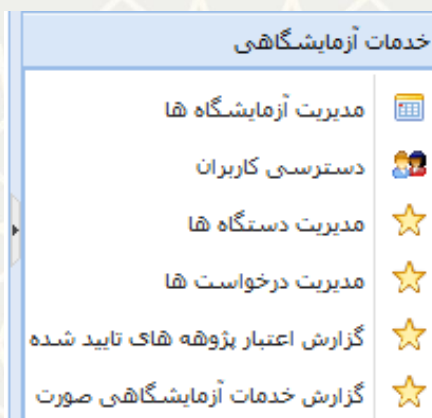 خدمات آزمایشگاهی
مدیریت آزمایشگاه ها
دسترسی کاربران
مدیریت دستگاه ها
مدیریت درخواست ها
گزارش اعتبار پژوهه های تایید شده
گزارش خدمات آزمایشگاهی صورت